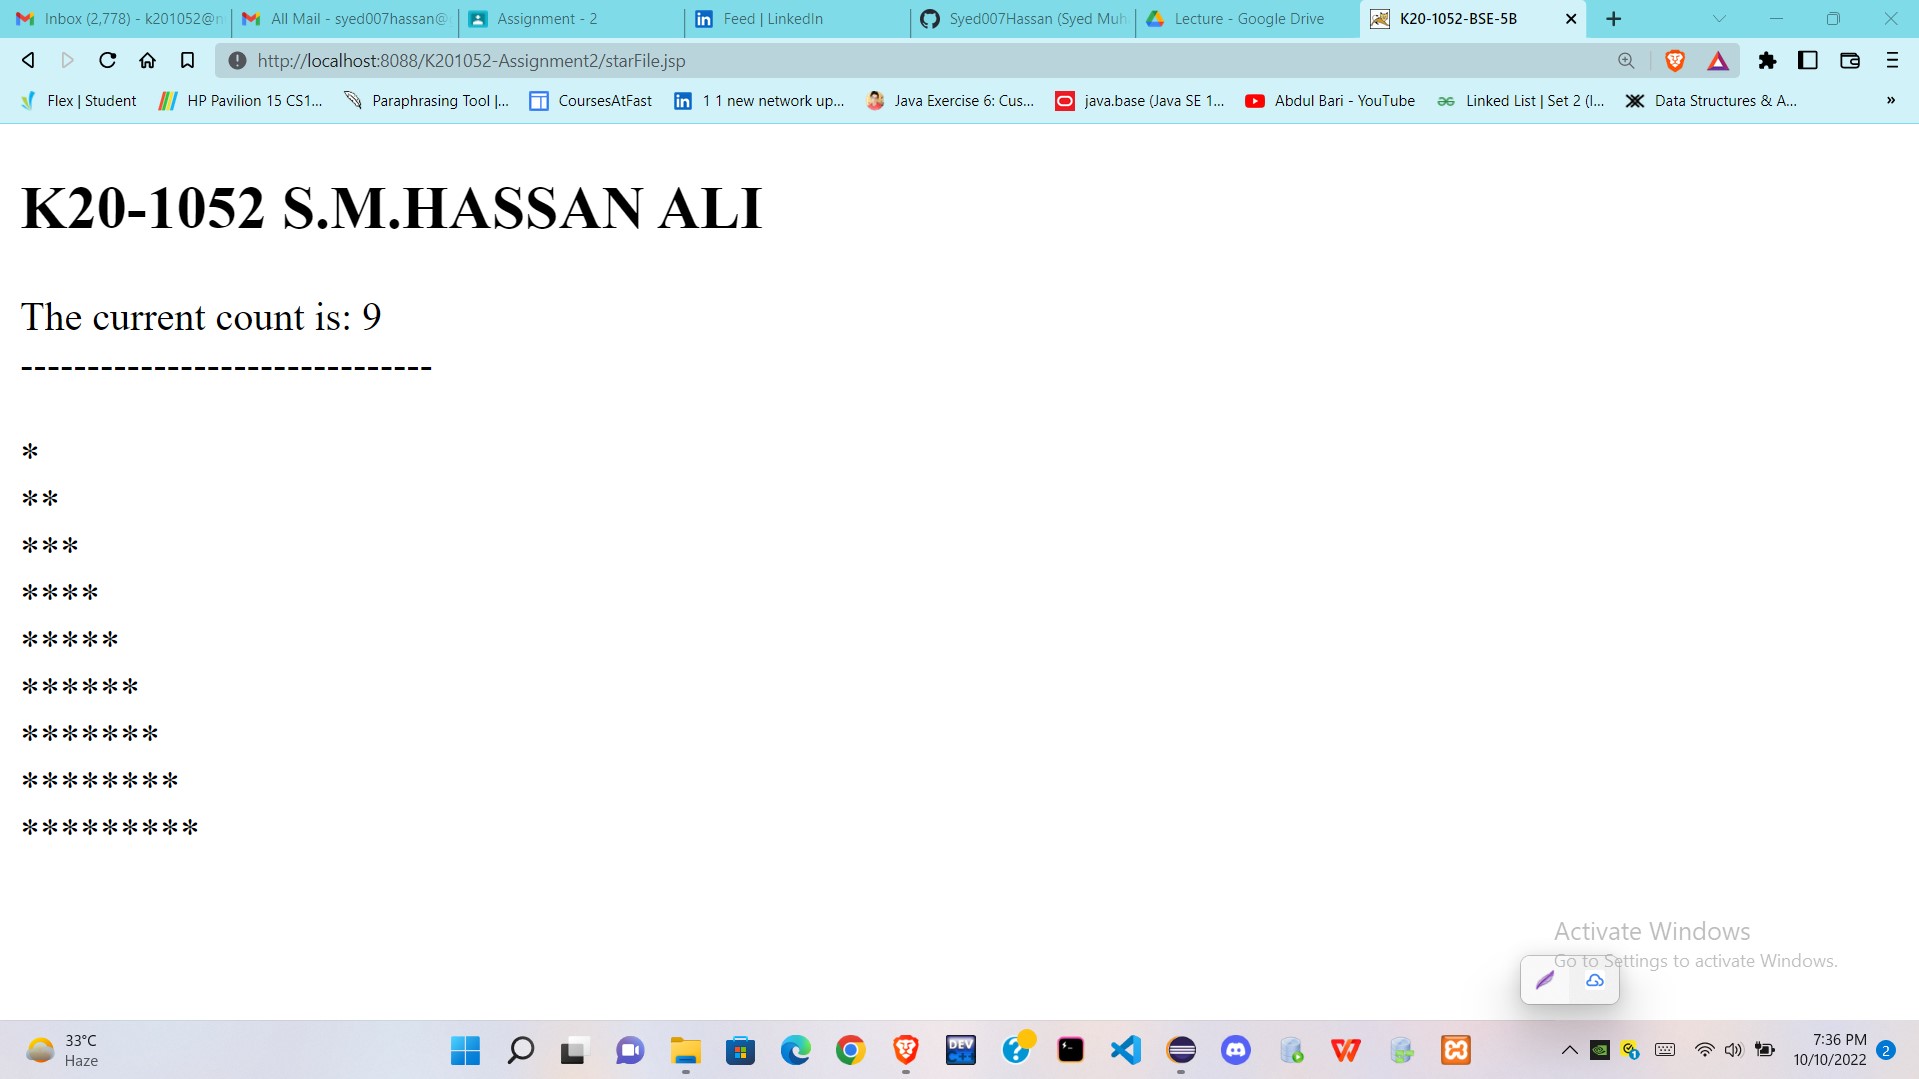 Inbox (2,778) - k201052@n
All Mail - syed007hassan@
Assignment - 2
Feed | LinkedIn
Syed007Hassan (Syed Muh
Lecture - Google Drive
K20-1052-BSE-5B
http://localhost:8088/K201052-Assignment2/starFile.jsp
Flex | Student
HP Pavilion 15 CS1...
Paraphrasing Tool |...
CoursesAtFast
1 1 new network up...
Java Exercise 6: Cus...
java.base (Java SE 1...
Abdul Bari - YouTube
Linked List | Set 2 (I...
Data Structures & A...
»
K20-1052 S.M.HASSAN ALI
The current count is: 9
-------------------------------
*
**
***
****
*****
******
*******
********
*********
Activate Windows
Go to Settings to activate Windows.
33°C
Haze
DEV
7:36 PM
10/10/2022
2